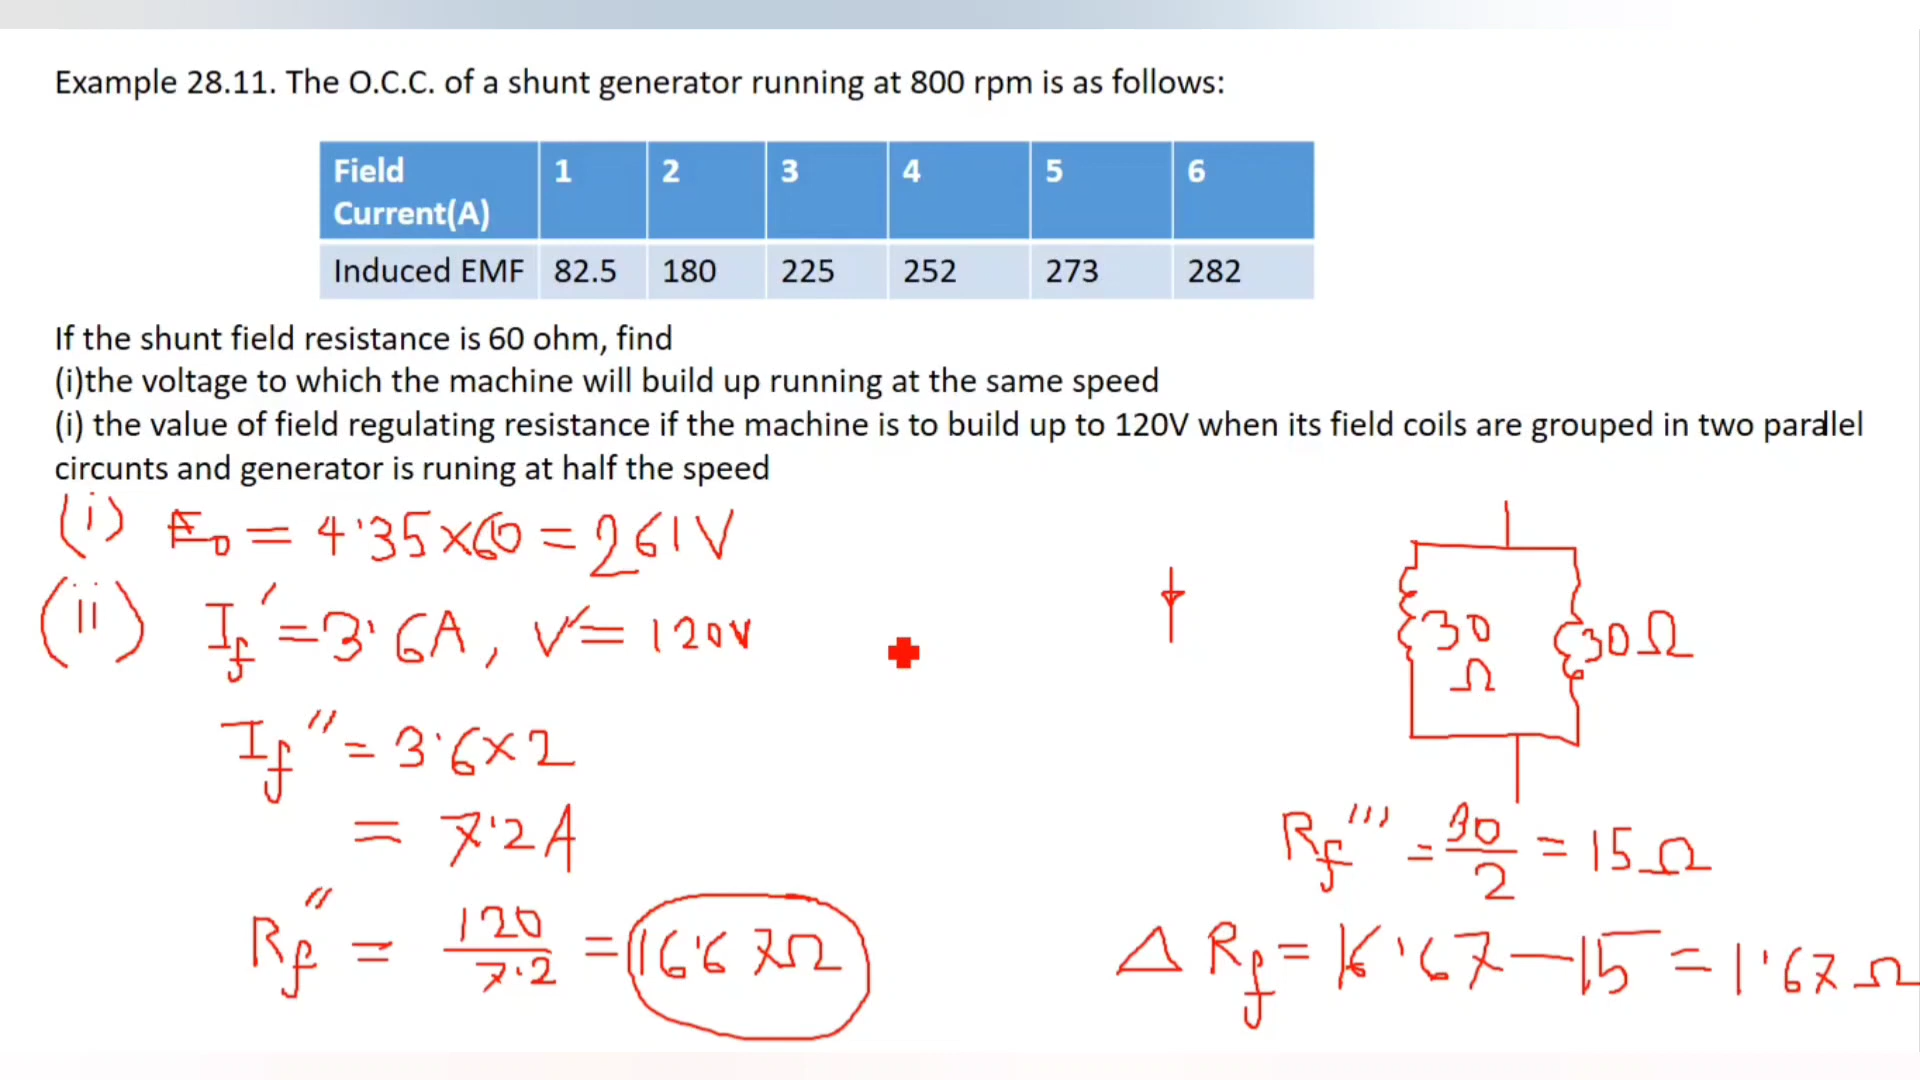 Example 28.11. The O.C.C. of a shunt generator running at 800 rpm is as follows:
Field Current(A) 1 2 3 4 5 6
Induced EMF 82.5 180 225 252 273 282
If the shunt field resistance is 60 ohm, find
(i)the voltage to which the machine will build up running at the same speed
(i) the value of field regulating resistance if the machine is to build up to 120V when its field coils are grouped in two parallel
circunts and generator is runing at half the speed
(i) E₀ = 4.35×60 = 261V
(ii) If' = 3.6A, V = 120V
If" = 3.6×2
= 7.2A
Rf" = 120/7.2 = 16.67Ω
30 Ω 30Ω
Rf''' = 30/2 = 15Ω
ΔRf = 16.67-15 = 1.67Ω